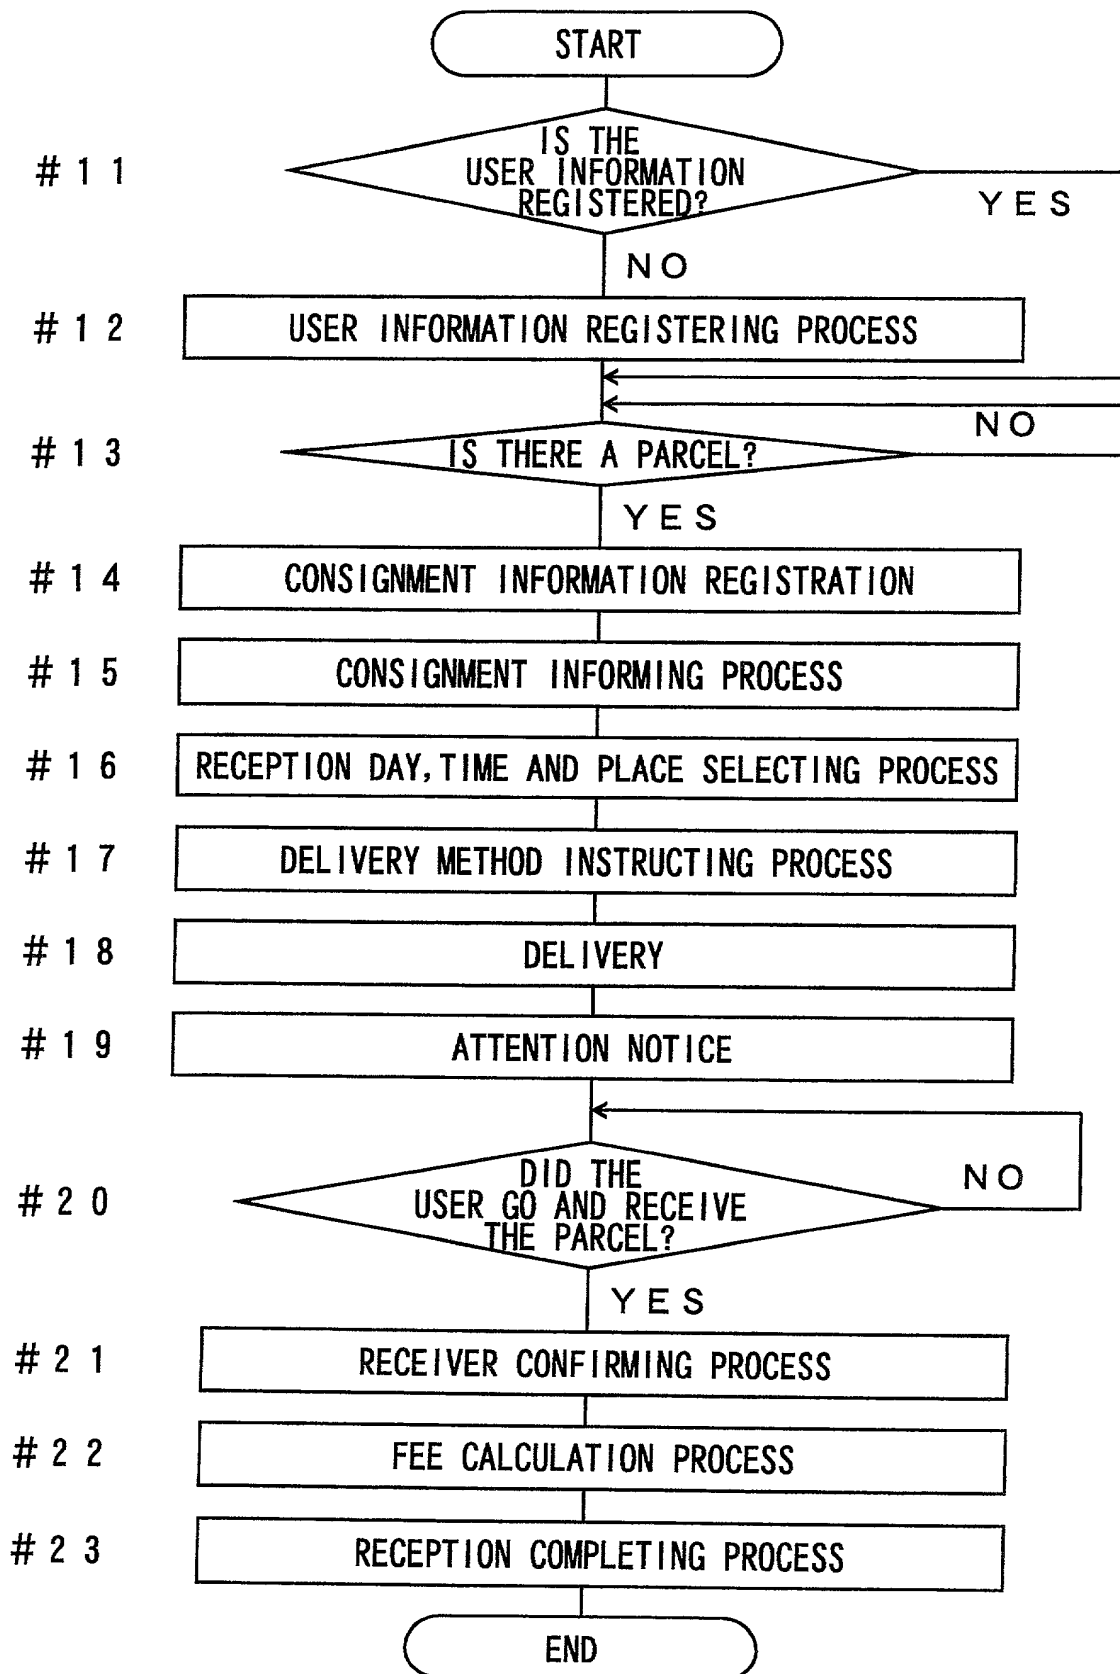 START
#11
IS THE
USER INFORMATION
REGISTERED?
YES
NO
#12
USER INFORMATION REGISTERING PROCESS
NO
#13
IS THERE A PARCEL?
YES
#14
CONSIGNMENT INFORMATION REGISTRATION
#15
CONSIGNMENT INFORMING PROCESS
#16
RECEPTION DAY, TIME AND PLACE SELECTING PROCESS
#17
DELIVERY METHOD INSTRUCTING PROCESS
#18
DELIVERY
#19
ATTENTION NOTICE
#20
DID THE
USER GO AND RECEIVE
THE PARCEL?
NO
YES
#21
RECEIVER CONFIRMING PROCESS
#22
FEE CALCULATION PROCESS
#23
RECEPTION COMPLETING PROCESS
END